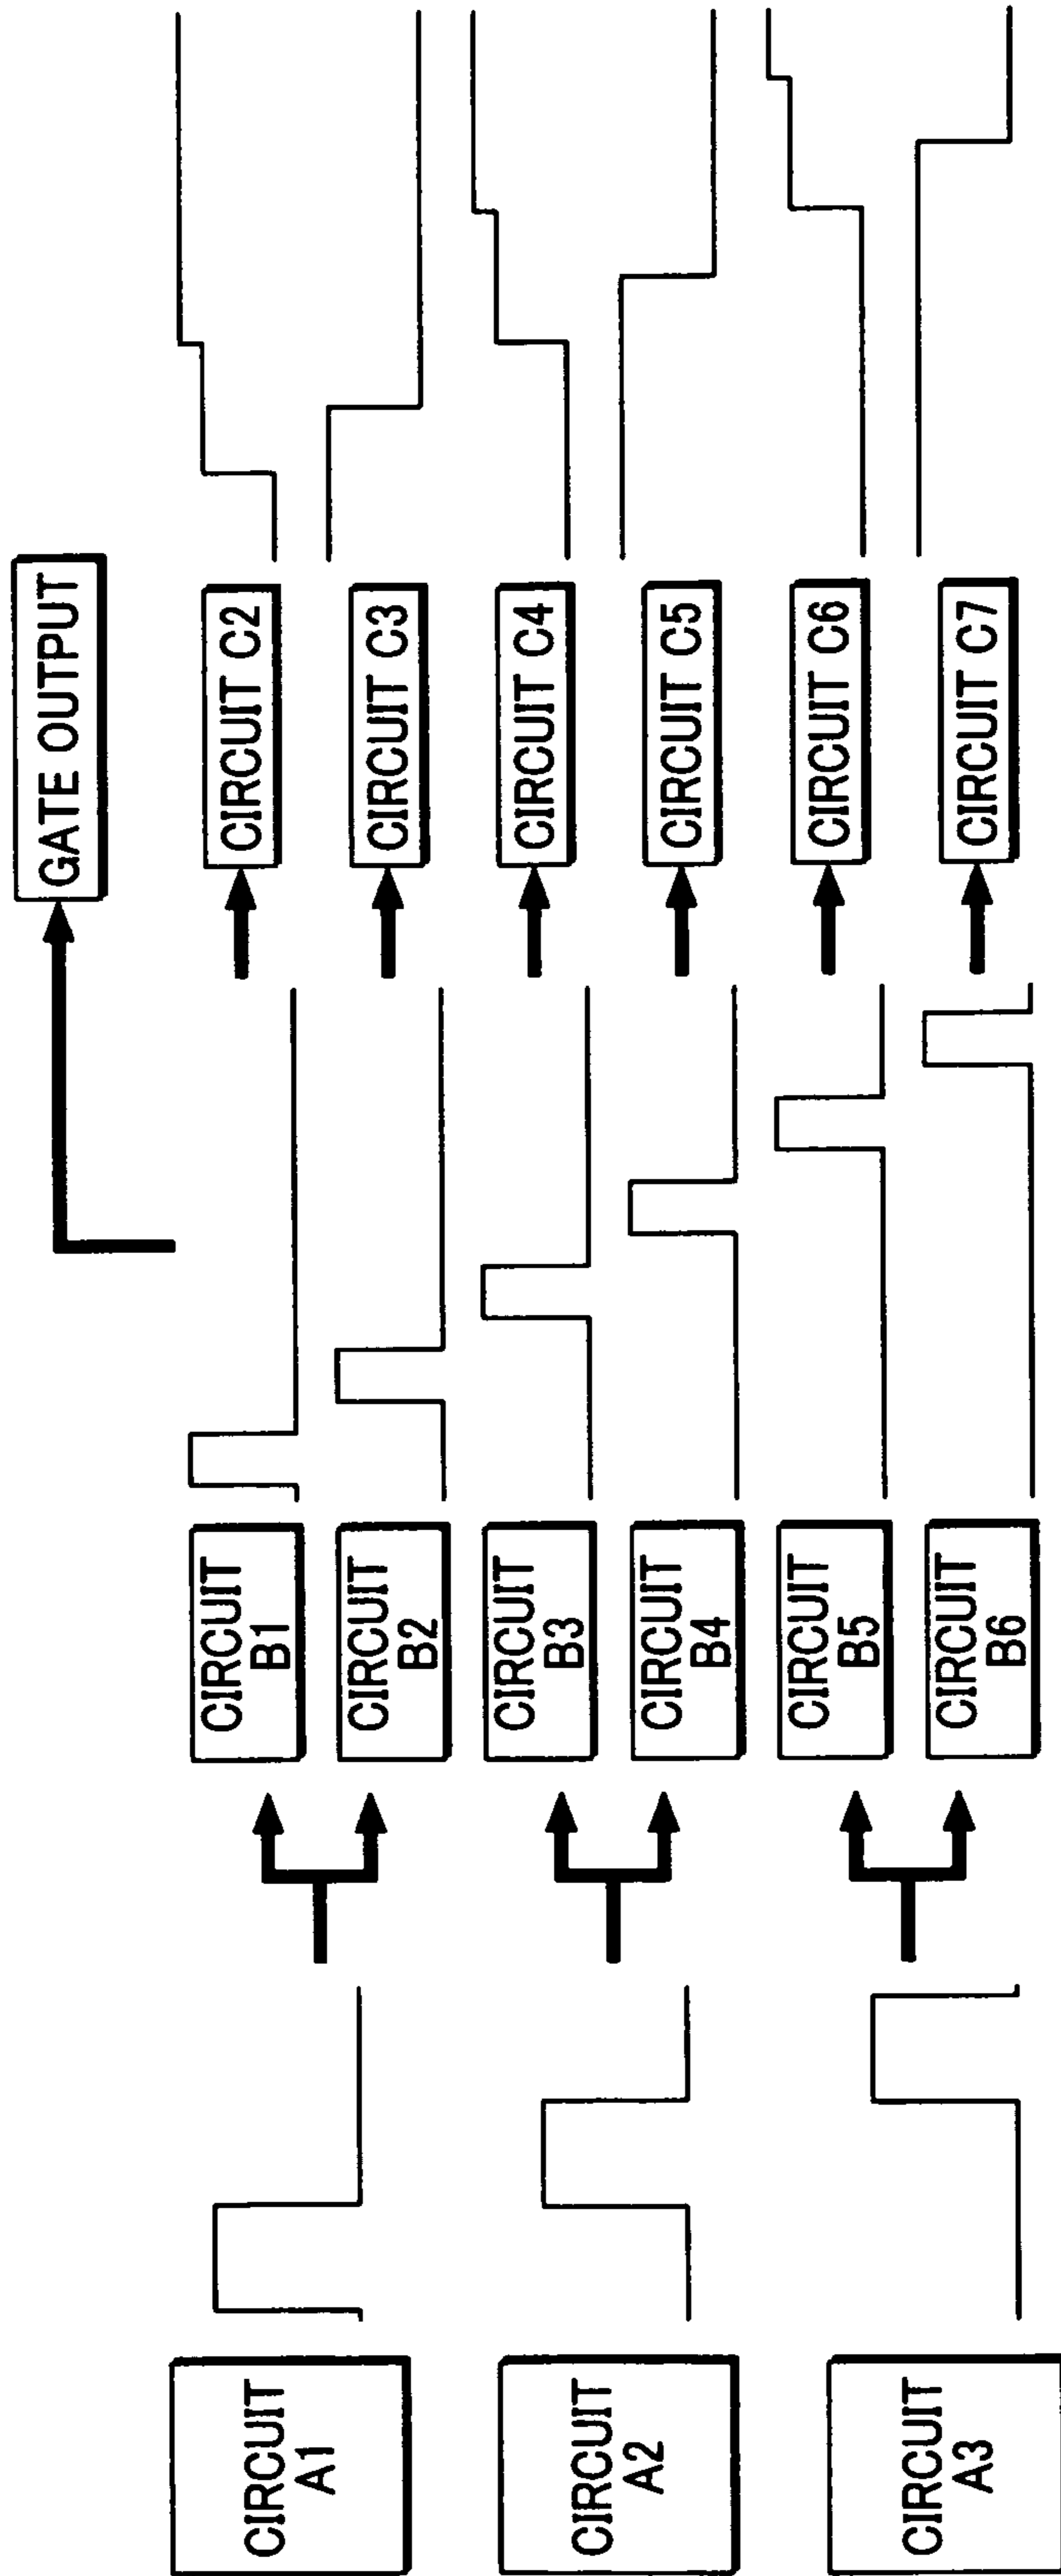 GATE OUTPUT
CIRCUIT
A1
CIRCUIT
A2
CIRCUIT
A3
CIRCUIT
B1
CIRCUIT
B2
CIRCUIT
B3
CIRCUIT
B4
CIRCUIT
B5
CIRCUIT
B6
CIRCUIT C2
CIRCUIT C3
CIRCUIT C4
CIRCUIT C5
CIRCUIT C6
CIRCUIT C7